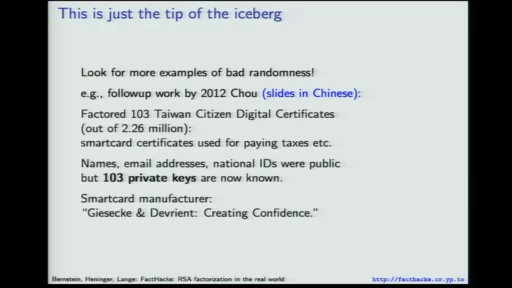 This is just the tip of the iceberg
Look for more examples of bad randomness!
e.g., followup work by 2012 Chou (slides in Chinese):
Factored 103 Taiwan Citizen Digital Certificates
(out of 2.26 million):
smartcard certificates used for paying taxes etc.
Names, email addresses, national IDs were public
but 103 private keys are now known.
Smartcard manufacturer:
“Giesecke & Devrient: Creating Confidence.”
Bernstein, Heninger, Lange: FactHacks: RSA factorization in the real world
http://facthacks.cr.yp.to